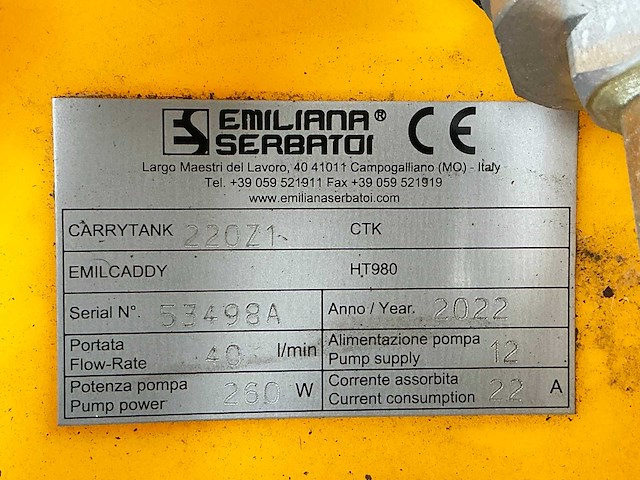 EMILIANA®
SERBATOI
CE
Largo Maestri del Lavoro, 40 41011 Campogalliano (MO) - Italy
Tel. +39 059 521911 Fax +39 059 521919
www.emilianaserbatoi.com
CARRYTANK 220Z1 CTK
EMILCADDY HT980
Serial N°. 53498A Anno / Year. 2022
Portata Alimentazione pompa
Flow-Rate 40 l/min Pump supply 12
Potenza pompa Corrente assorbita
Pump power 260 W Current consumption 22 A